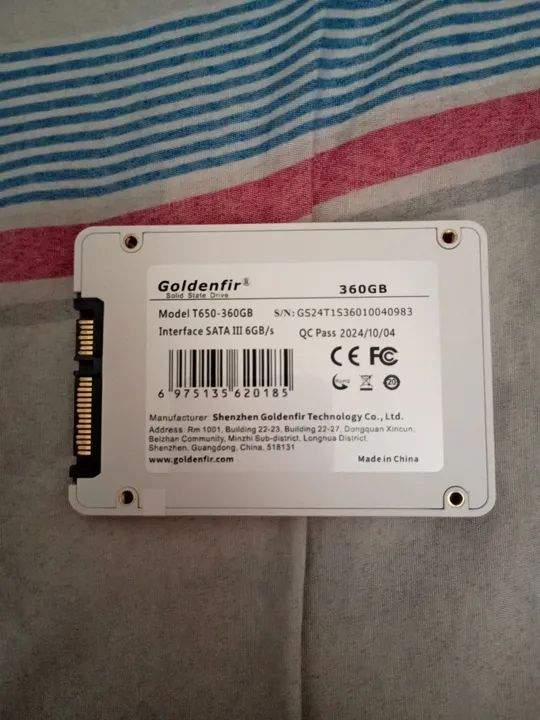 Goldenfir®
Solid State Drive
360GB
Model T650-360GB
S/N: GS24T1S36010040983
Interface SATA III 6GB/s
QC Pass 2024/10/04
CE FC
RoHS
20
6 975135 620185
Manufacturer: Shenzhen Goldenfir Technology Co., Ltd.
Address: Rm 1001, Building 22-23, Building 22-27, Dongquan Xincun,
Beizhan Community, Minzhi Sub-district, Longhua District,
Shenzhen, Guangdong, China, 518131
www.goldenfir.com
Made in China